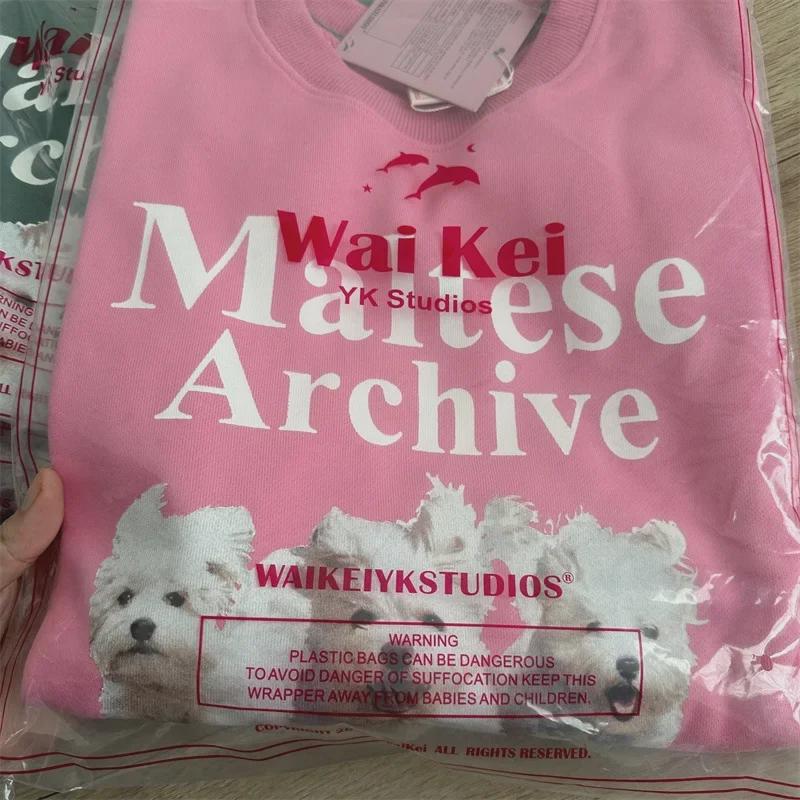 Wai Kei
YK Studios
Maltese
Archive
WAIKEIYKSTUDIOS®
WARNING
PLASTIC BAGS CAN BE DANGEROUS
TO AVOID DANGER OF SUFFOCATION KEEP THIS
WRAPPER AWAY FROM BABIES AND CHILDREN.
COPYRIGHT
ALL RIGHTS RESERVED.